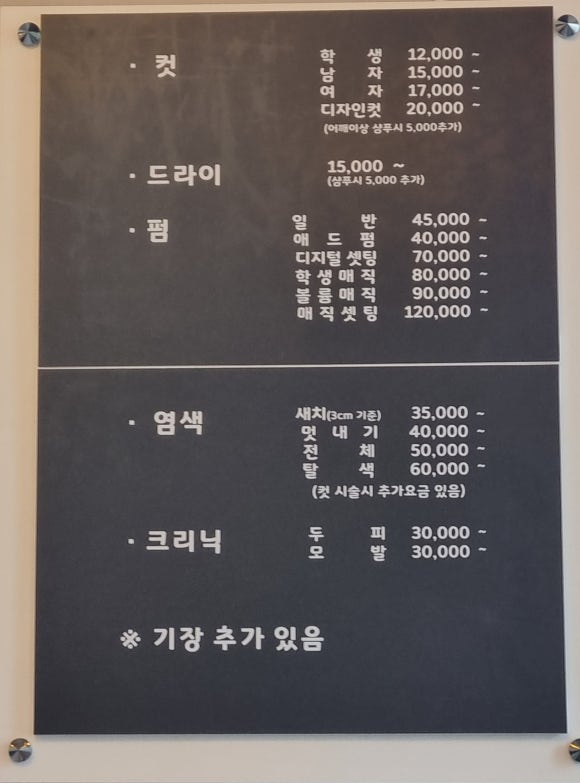 · 컷 학 생 12,000 ~
남 자 15,000 ~
여 자 17,000 ~
디자인컷 20,000 ~
(어깨이상 샴푸시 5,000추가)
· 드라이 15,000 ~
(샴푸시 5,000 추가)
· 펌 일 반 45,000 ~
애 드 펌 40,000 ~
디지털셋팅 70,000 ~
학생매직 80,000 ~
볼륨매직 90,000 ~
매직셋팅 120,000 ~
· 염색 새치(3cm 기준) 35,000 ~
멋 내 기 40,000 ~
전 체 50,000 ~
탈 색 60,000 ~
(컷 시술시 추가요금 있음)
· 크리닉 두 피 30,000 ~
모 발 30,000 ~
※ 기장 추가 있음